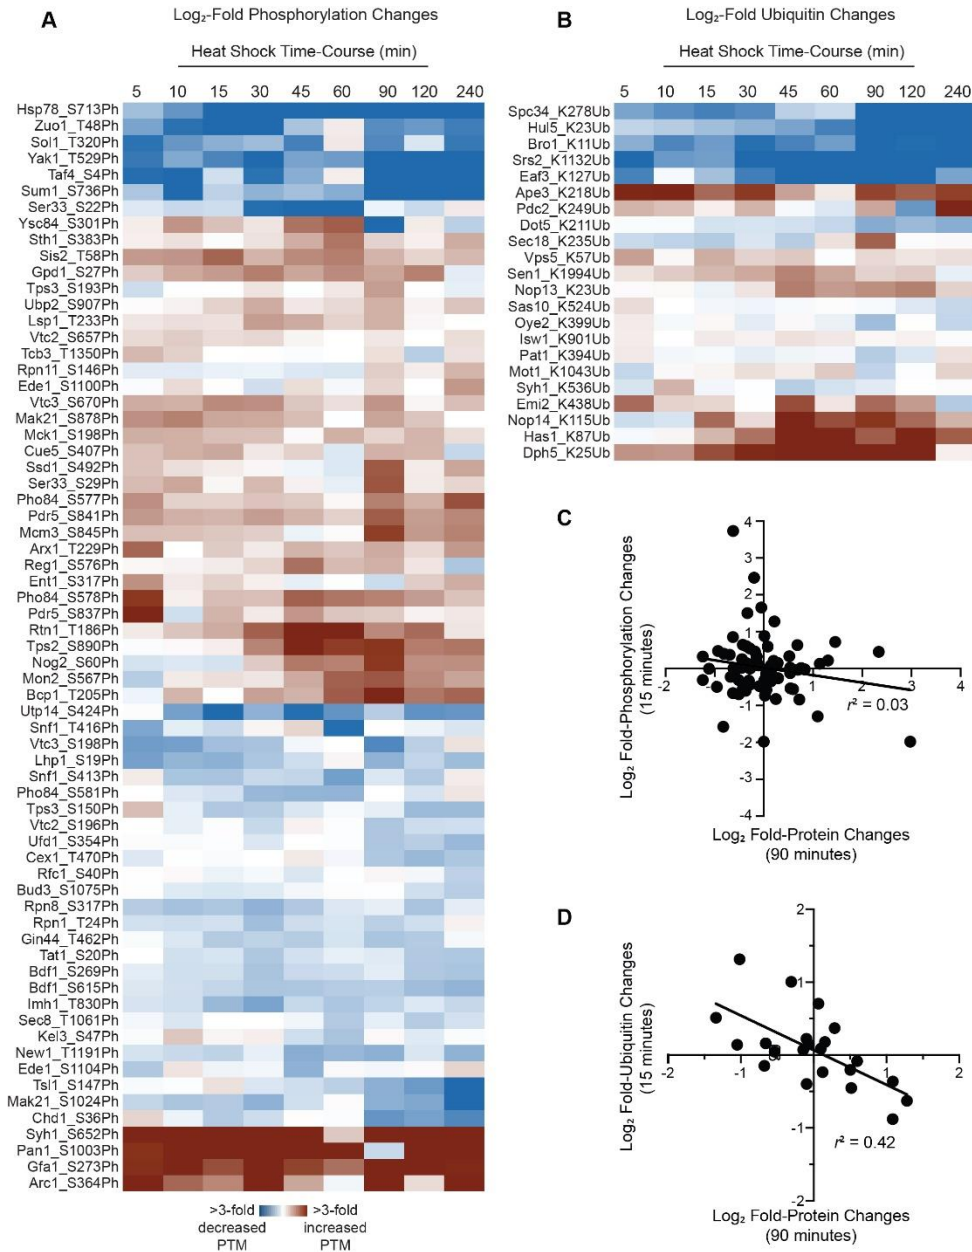 A
Log₂-Fold Phosphorylation Changes
Heat Shock Time-Course (min)
5 10 15 30 45 60 90 120 240
Hsp78_S713Ph
Zuo1_T48Ph
Sol1_T320Ph
Yak1_T529Ph
Taf4_S4Ph
Sum1_S736Ph
Ser33_S22Ph
Ysc84_S301Ph
Sth1_S383Ph
Sis2_T58Ph
Gpd1_S27Ph
Tps3_S193Ph
Ubp2_S907Ph
Lsp1_T233Ph
Vtc2_S657Ph
Tcb3_T1350Ph
Rpn11_S146Ph
Ede1_S1100Ph
Vtc3_S670Ph
Mak21_S878Ph
Mck1_S198Ph
Cue5_S407Ph
Ssd1_S492Ph
Ser33_S29Ph
Pho84_S577Ph
Pdr5_S841Ph
Mcm3_S845Ph
Arx1_T229Ph
Reg1_S576Ph
Ent1_S317Ph
Pho84_S578Ph
Pdr5_S837Ph
Rtn1_T186Ph
Tps2_S890Ph
Nog2_S60Ph
Mon2_S567Ph
Bcp1_T205Ph
Utp14_S424Ph
Snf1_T416Ph
Vtc3_S198Ph
Lhp1_S19Ph
Snf1_S413Ph
Pho84_S581Ph
Tps3_S150Ph
Vtc2_S196Ph
Ufd1_S354Ph
Cex1_T470Ph
Rfc1_S40Ph
Bud3_S1075Ph
Rpn8_S317Ph
Rpn1_T24Ph
Gin44_T462Ph
Tat1_S20Ph
Bdf1_S269Ph
Bdf1_S615Ph
Imh1_T830Ph
Sec8_T1061Ph
Kel3_S47Ph
New1_T1191Ph
Ede1_S1104Ph
Tsl1_S147Ph
Mak21_S1024Ph
Chd1_S36Ph
Syh1_S652Ph
Pan1_S1003Ph
Gfa1_S273Ph
Arc1_S364Ph
>3-fold decreased PTM
>3-fold increased PTM
B
Log₂-Fold Ubiquitin Changes
Heat Shock Time-Course (min)
5 10 15 30 45 60 90 120 240
Spc34_K278Ub
Hul5_K23Ub
Bro1_K11Ub
Srs2_K1132Ub
Eaf3_K127Ub
Ape3_K218Ub
Pdc2_K249Ub
Dot5_K211Ub
Sec18_K235Ub
Vps5_K57Ub
Sen1_K1994Ub
Nop13_K23Ub
Sas10_K524Ub
Oye2_K399Ub
Isw1_K901Ub
Pat1_K394Ub
Mot1_K1043Ub
Syh1_K536Ub
Emi2_K438Ub
Nop14_K115Ub
Has1_K87Ub
Dph5_K25Ub
C
Log₂ Fold-Phosphorylation Changes
(15 minutes)
4
3
2
1
-1
-2
-3
-4
-2 -1 1 2 3 4
r² = 0.03
Log₂ Fold-Protein Changes
(90 minutes)
D
Log₂ Fold-Ubiquitin Changes
(15 minutes)
2
1
-1
-2
-2 -1 0 1 2
r² = 0.42
Log₂ Fold-Protein Changes
(90 minutes)